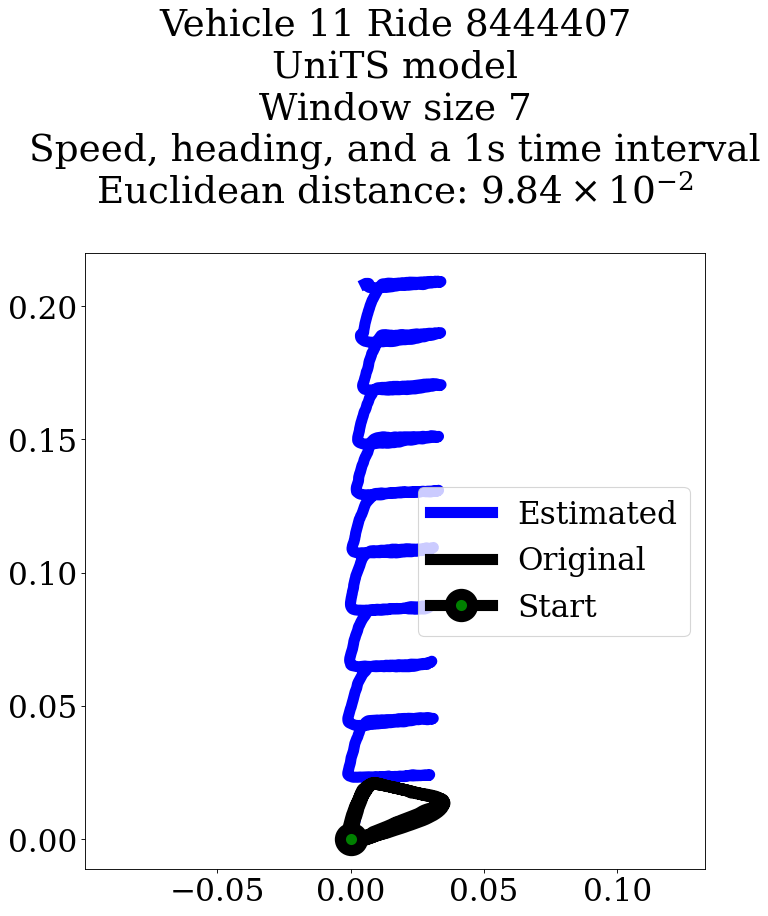 Vehicle 11 Ride 8444407
UniTS model
Window size 7
Speed, heading, and a 1s time interval
Euclidean distance: 9.84 × 10⁻²
0.20
0.15
0.10
0.05
0.00
Estimated
Original
Start
−0.05 0.00 0.05 0.10